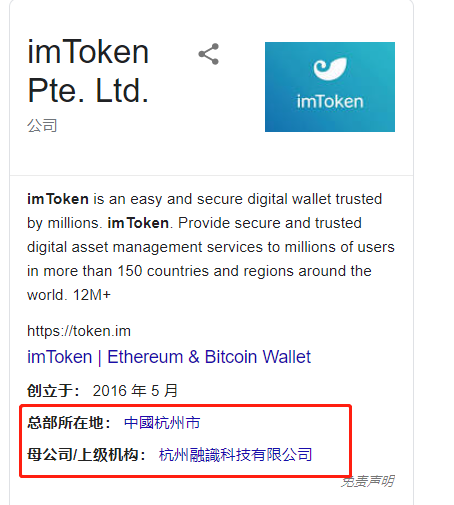 imToken
Pte. Ltd.
公司
imToken
imToken is an easy and secure digital wallet trusted
by millions. imToken. Provide secure and trusted
digital asset management services to millions of users
in more than 150 countries and regions around the
world. 12M+
https://token.im
imToken | Ethereum & Bitcoin Wallet
创立于： 2016 年 5 月
总部所在地： 中國杭州市
母公司/上级机构： 杭州融識科技有限公司
免责声明